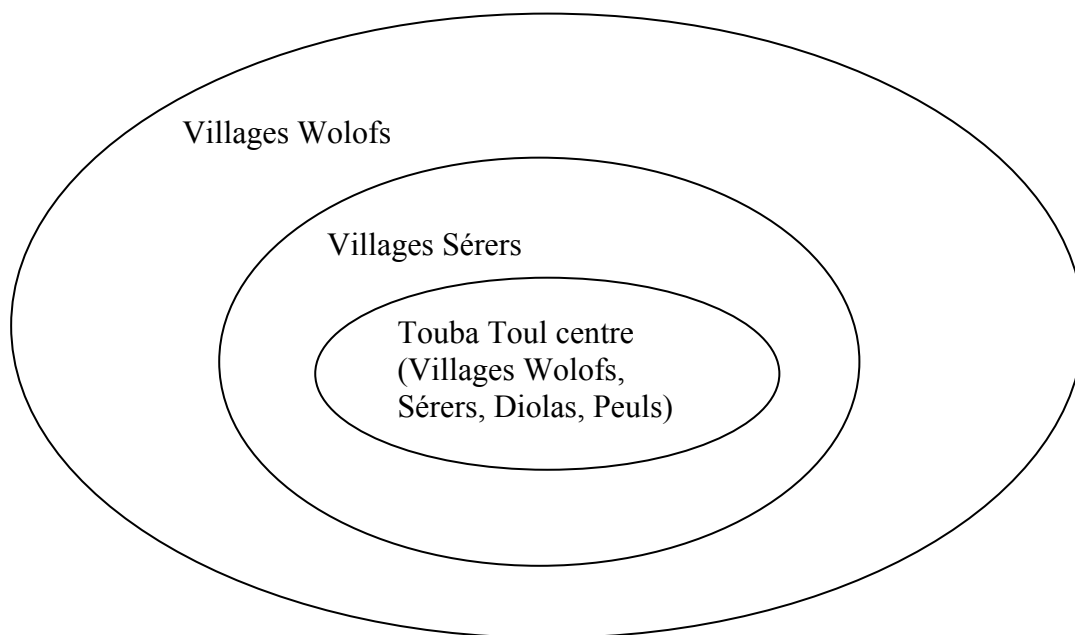 Villages Wolofs
Villages Sérers
Touba Toul centre
(Villages Wolofs,
Sérers, Diolas, Peuls)